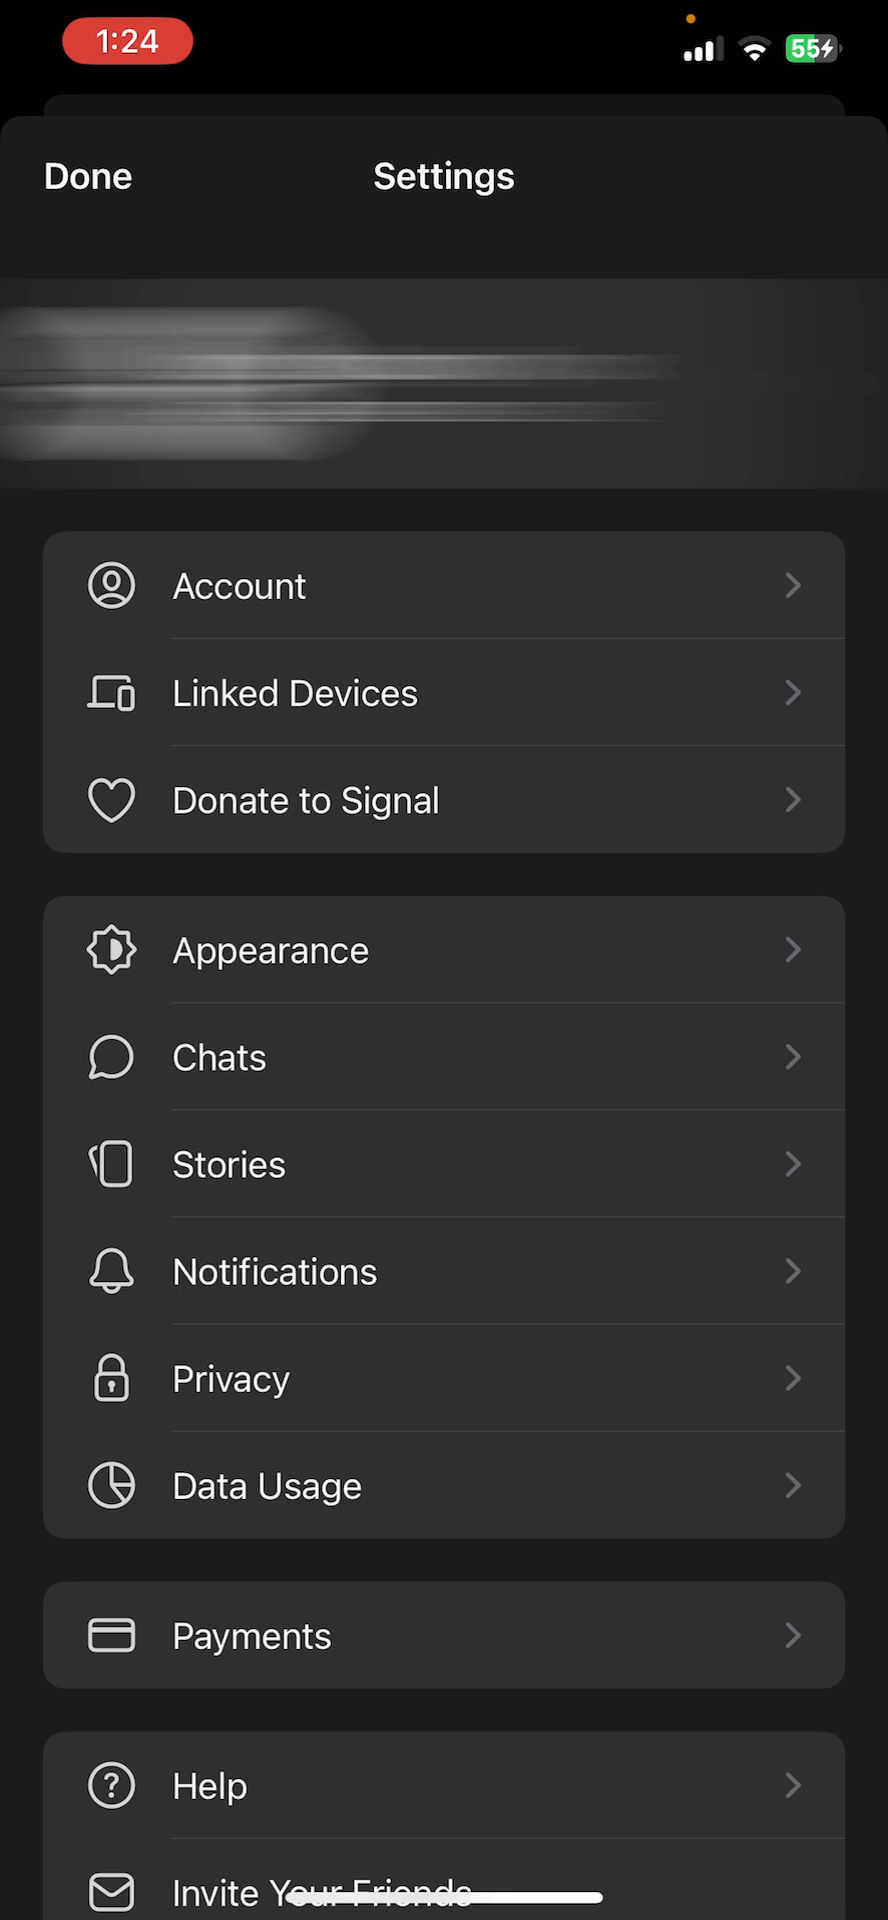 1:24
55
Done
Settings
Account
Linked Devices
Donate to Signal
Appearance
Chats
Stories
Notifications
Privacy
Data Usage
Payments
Help
Invite Your Friends